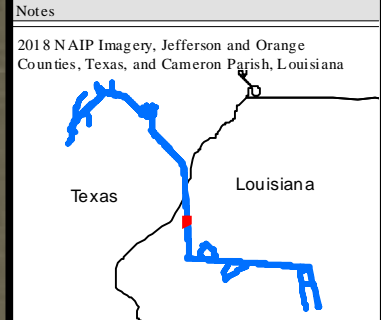 Notes
2018 NAIP Imagery, Jefferson and Orange
Counties, Texas, and Cameron Parish, Louisiana
Texas
Louisiana